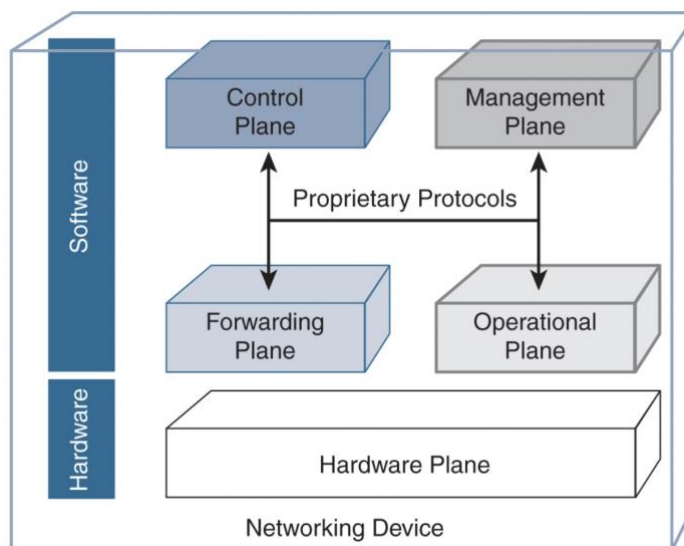 Software
Control
Plane
Management
Plane
Proprietary Protocols
Forwarding
Plane
Operational
Plane
Hardware
Hardware Plane
Networking Device